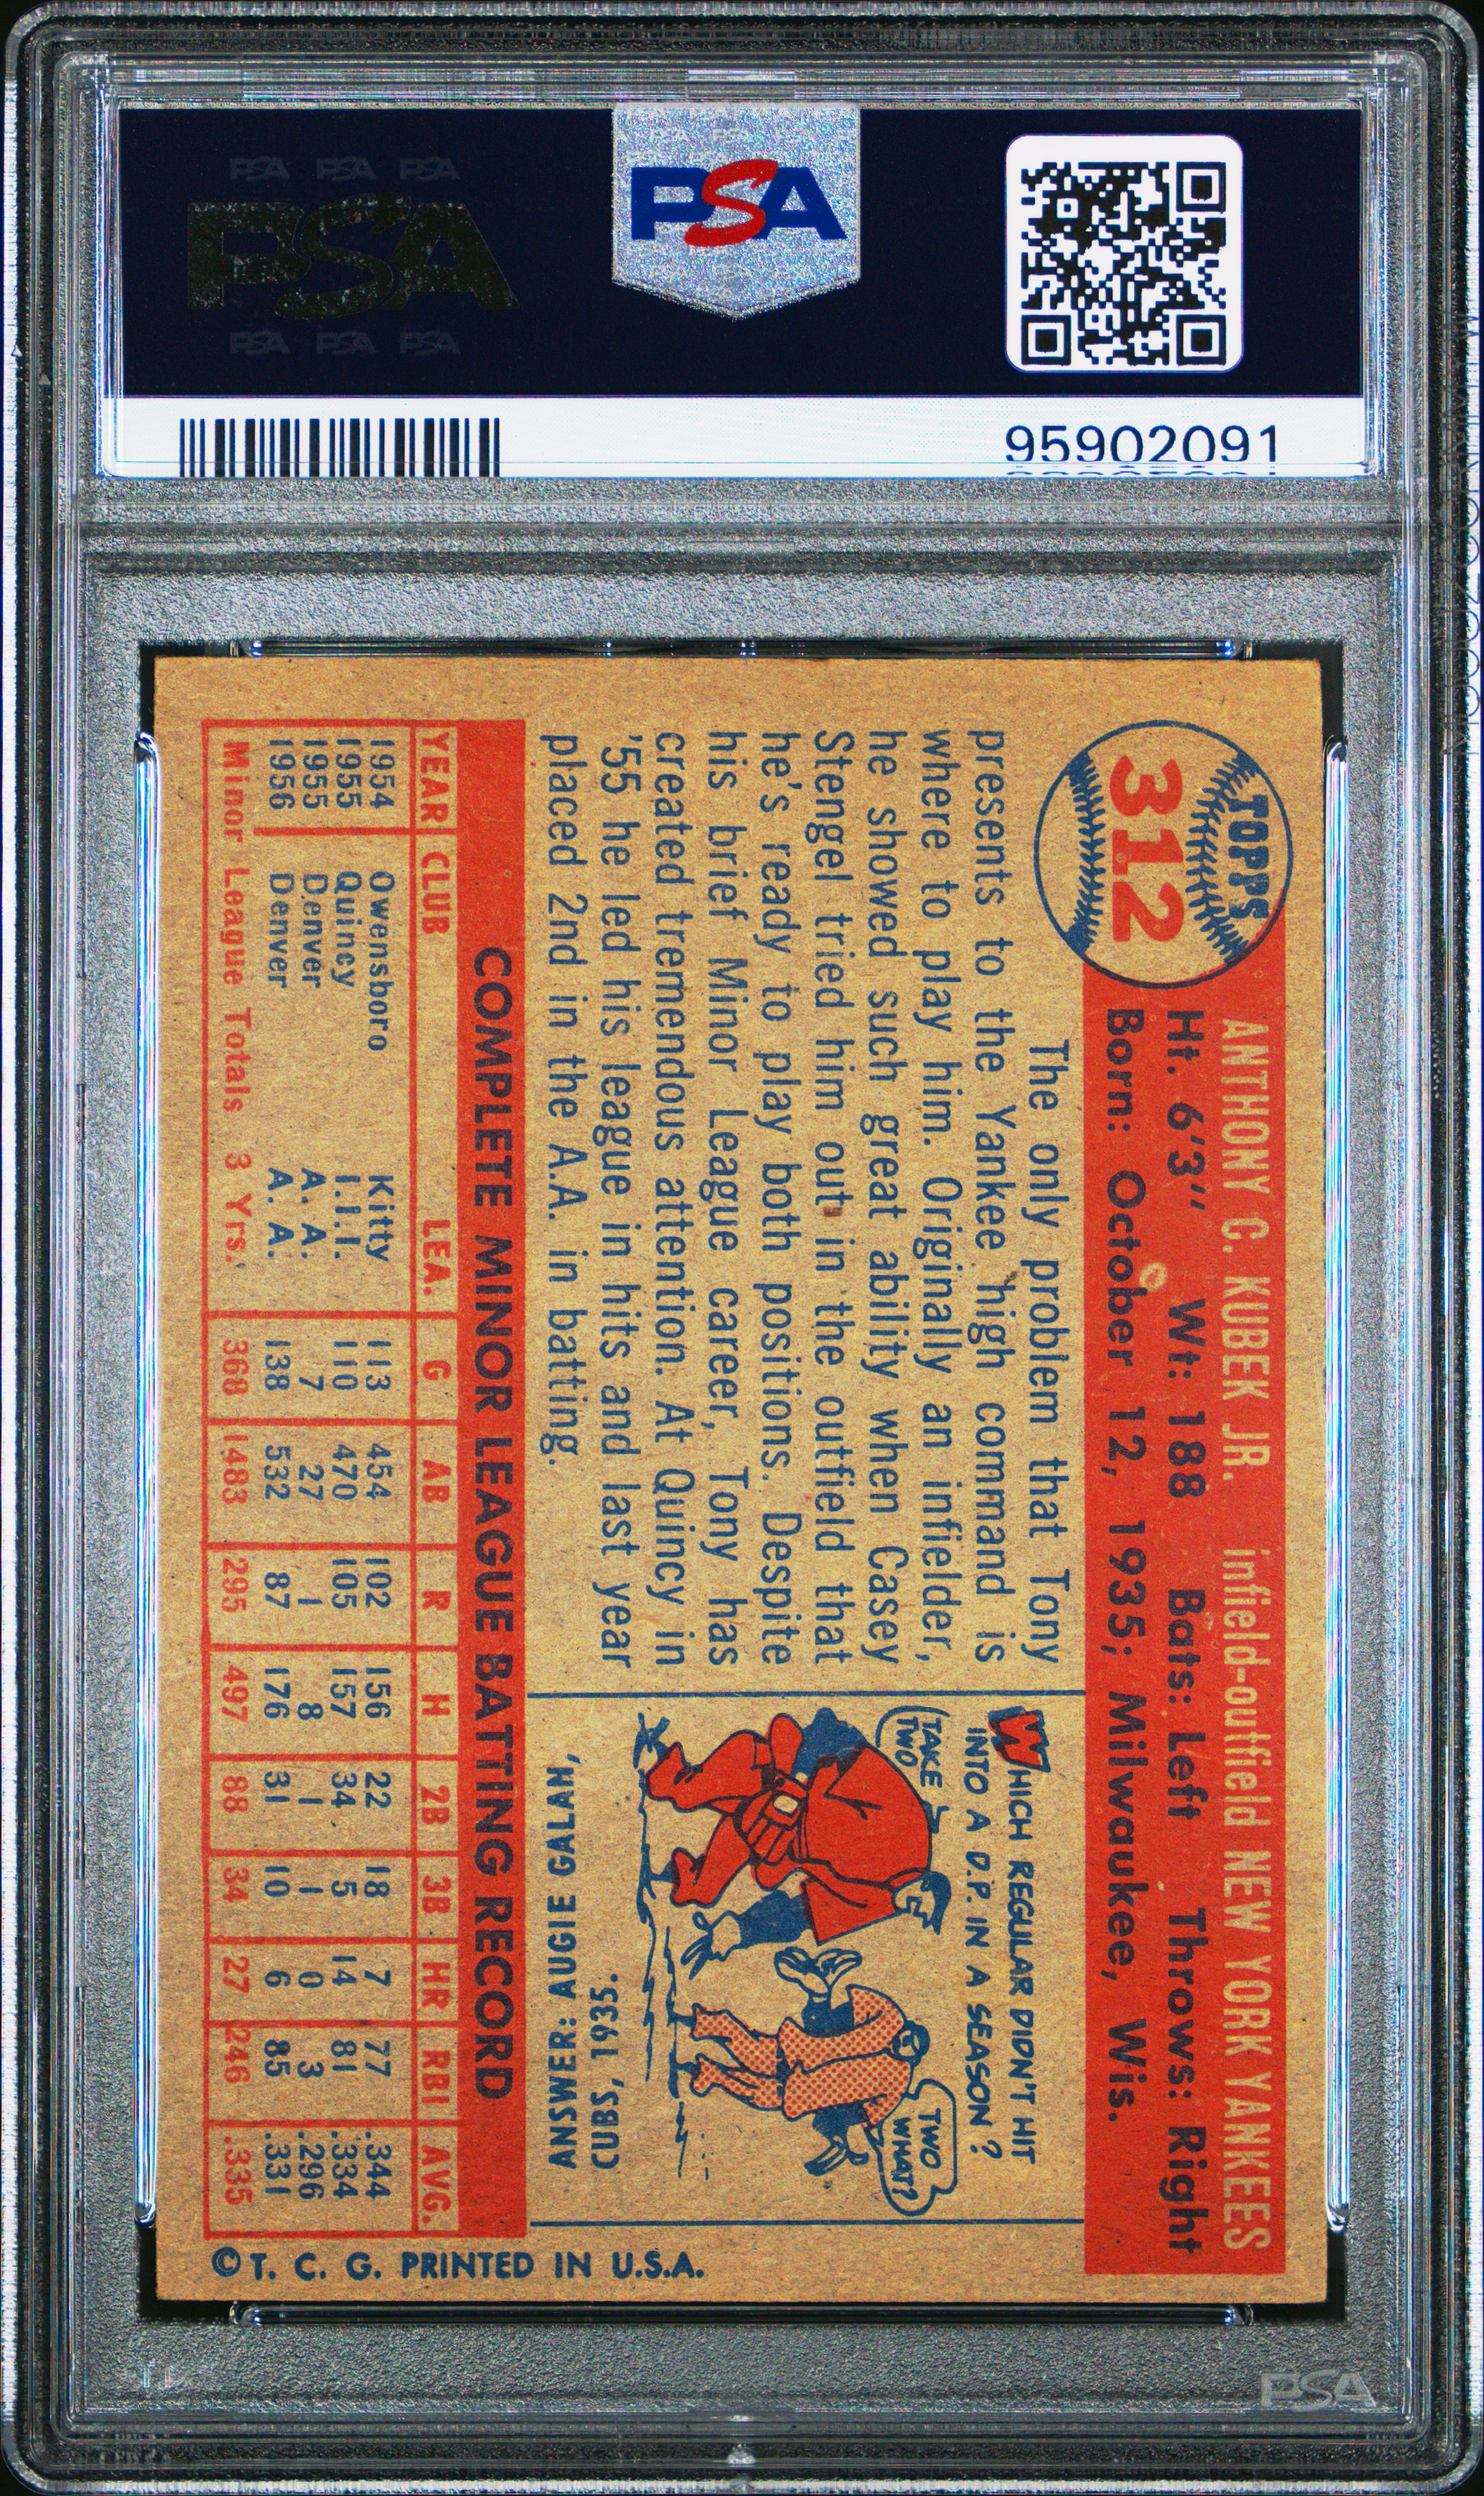 PSA PSA PSA
PSA
PSA PSA PSA
PSA
95902091
TOPPS
312
ANTHONY C. KUBEK JR. infield-outfield NEW YORK YANKEES
Ht. 6'3" Wt: 188 Bats: Left Throws: Right
Born: October 12, 1935; Milwaukee, Wis.
The only problem that Tony
presents to the Yankee high command is
where to play him. Originally an infielder,
he showed such great ability when Casey
Stengel tried him out in the outfield that
he's ready to play both positions. Despite
his brief Minor League career, Tony has
created tremendous attention. At Quincy in
'55 he led his league in hits and last year
placed 2nd in the A.A. in batting.
WHICH REGULAR DIDN'T HIT
INTO A D.P. IN A SEASON?
TAKE
TWO
TWO
WHAT?
ANSWER: AUGIE GALAN,
CUBS, 1935.
COMPLETE MINOR LEAGUE BATTING RECORD
YEAR CLUB LEA. G AB R H 2B 3B HR RBI AVG.
1954 Owensboro Kitty 113 454 102 156 22 18 7 77 .344
1955 Quincy I.I.I. 110 470 105 157 34 5 14 81 .334
1955 Denver A. A. 7 27 1 8 1 1 0 3 .296
1956 Denver A. A. 138 532 87 176 31 10 6 85 .331
Minor League Totals 3 Yrs. 368 1483 295 497 88 34 27 246 .335
©T. C. G. PRINTED IN U.S.A.
PSA